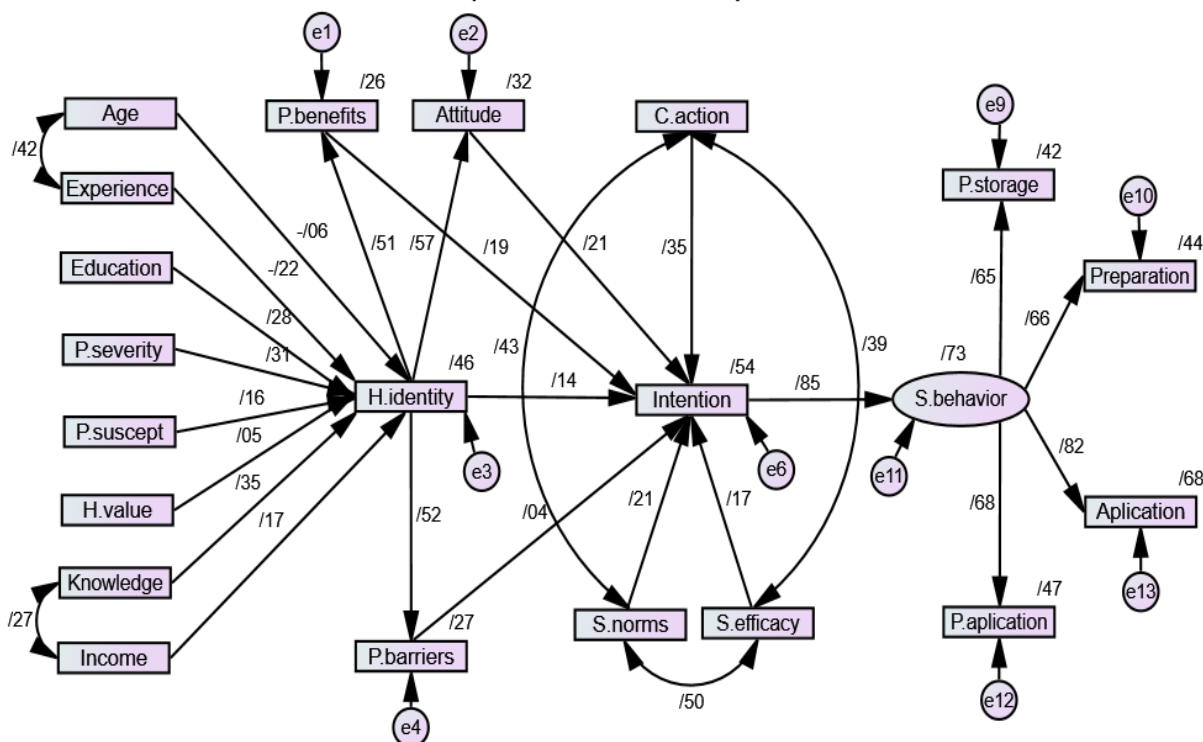 e1
e2
/26
/32
Age
P.benefits
Attitude
C.action
e9
/42
/42
Experience
P.storage
e10
/44
-/06
/51
/57
/19
/21
/35
Education
-/22
Preparation
/65
/28
/66
P.severity
/31
/46
/43
/54
/39
/73
H.identity
/14
Intention
/85
S.behavior
/16
P.suscept
/05
/82
e3
e6
e11
/68
/35
H.value
/52
/04
/21
/17
/68
Aplication
/17
Knowledge
e13
/27
/27
/47
S.norms
S.efficacy
P.aplication
Income
P.barriers
/50
e12
e4